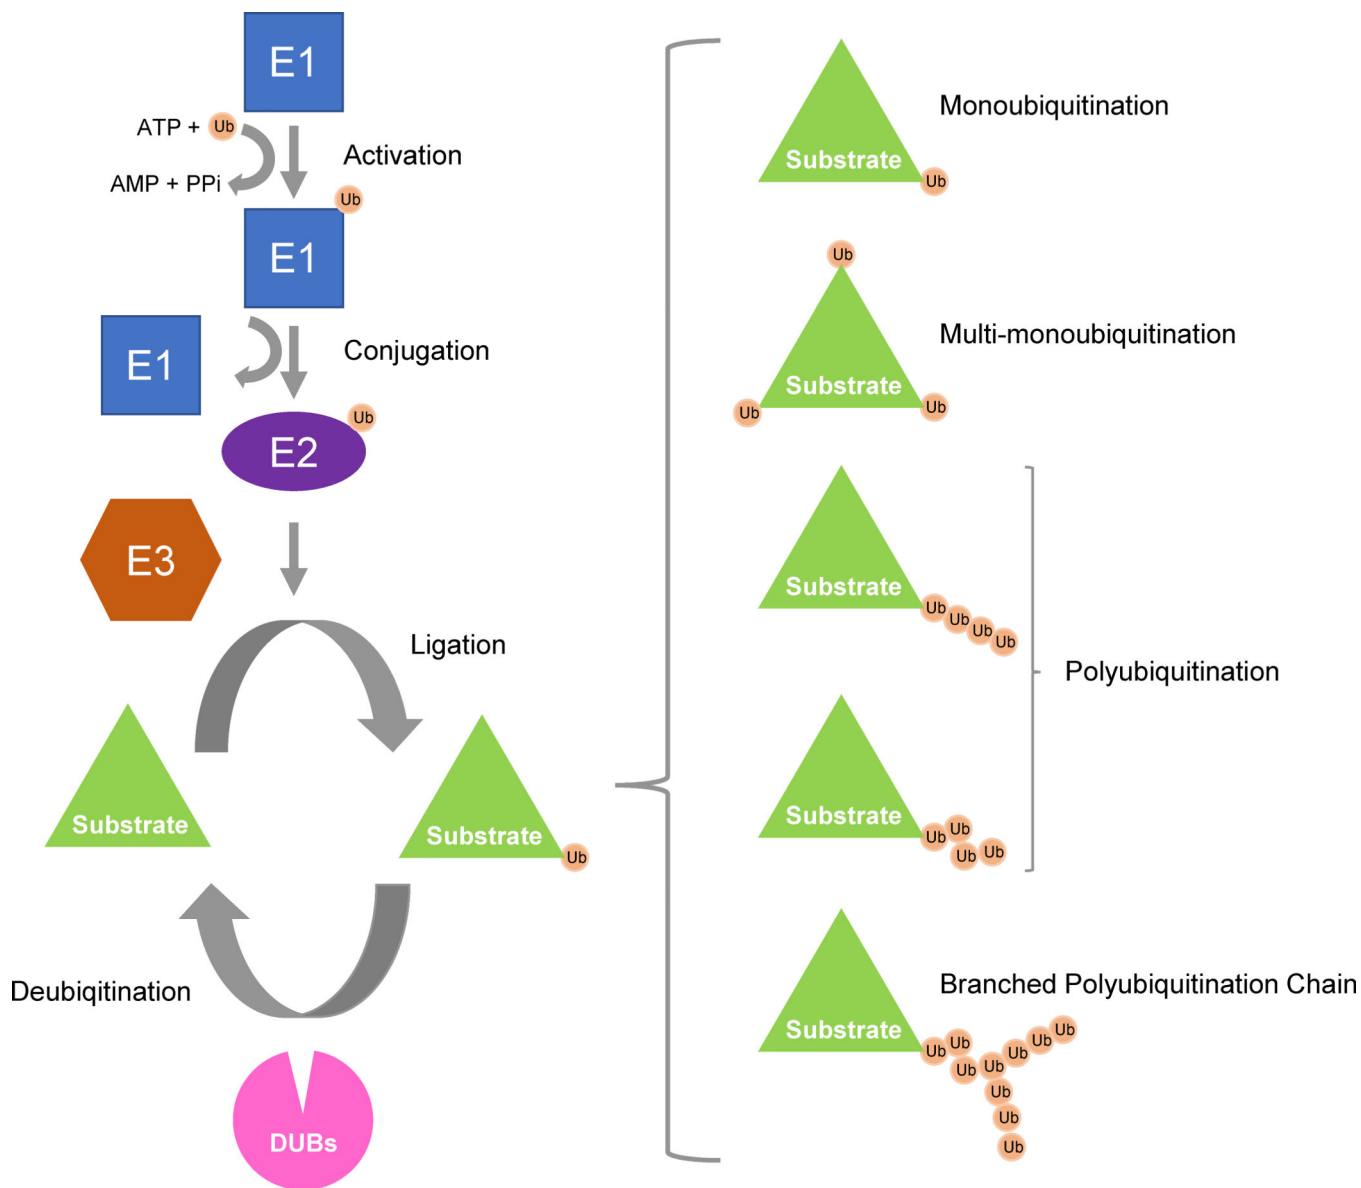 E1
ATP + Ub
Activation
AMP + PPi
Ub
E1
E1
Conjugation
Ub
E2
E3
Ligation
Substrate
Substrate
Ub
Deubiqitination
DUBs
Monoubiquitination
Substrate
Ub
Ub
Multi-monoubiquitination
Substrate
Ub
Ub
Substrate
Ub
Ub
Ub
Ub
Polyubiquitination
Substrate
Ub
Ub
Ub
Ub
Branched Polyubiquitination Chain
Substrate
Ub
Ub
Ub
Ub
Ub
Ub
Ub
Ub
Ub
Ub